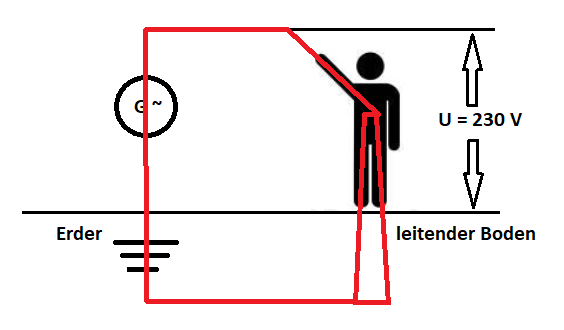 G ~
U = 230 V
Erder
leitender Boden